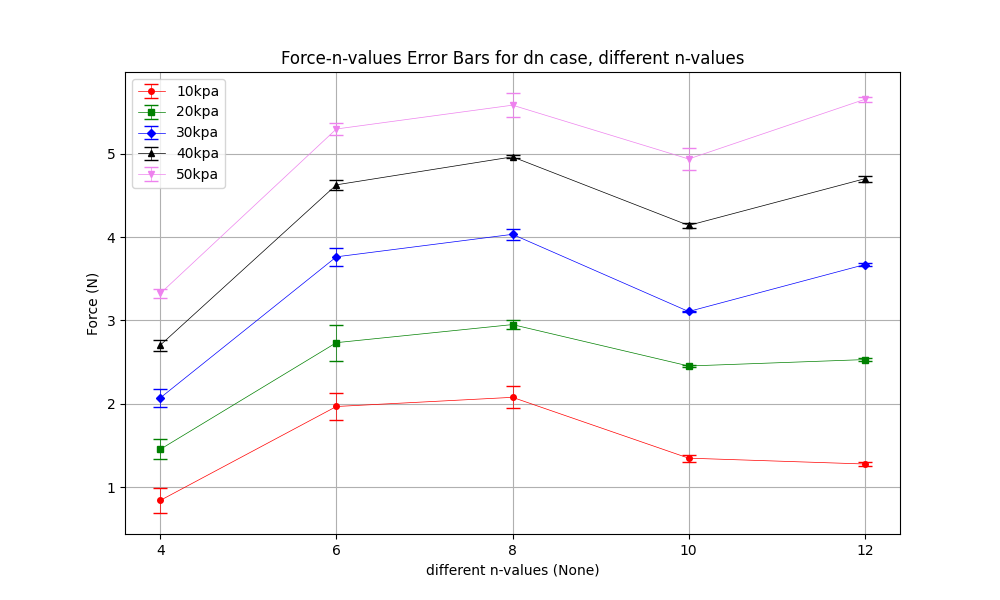 Force-n-values Error Bars for dn case, different n-values
10kpa
20kpa
30kpa
40kpa
50kpa
5
4
3
2
1
Force (N)
4 6 8 10 12
different n-values (None)